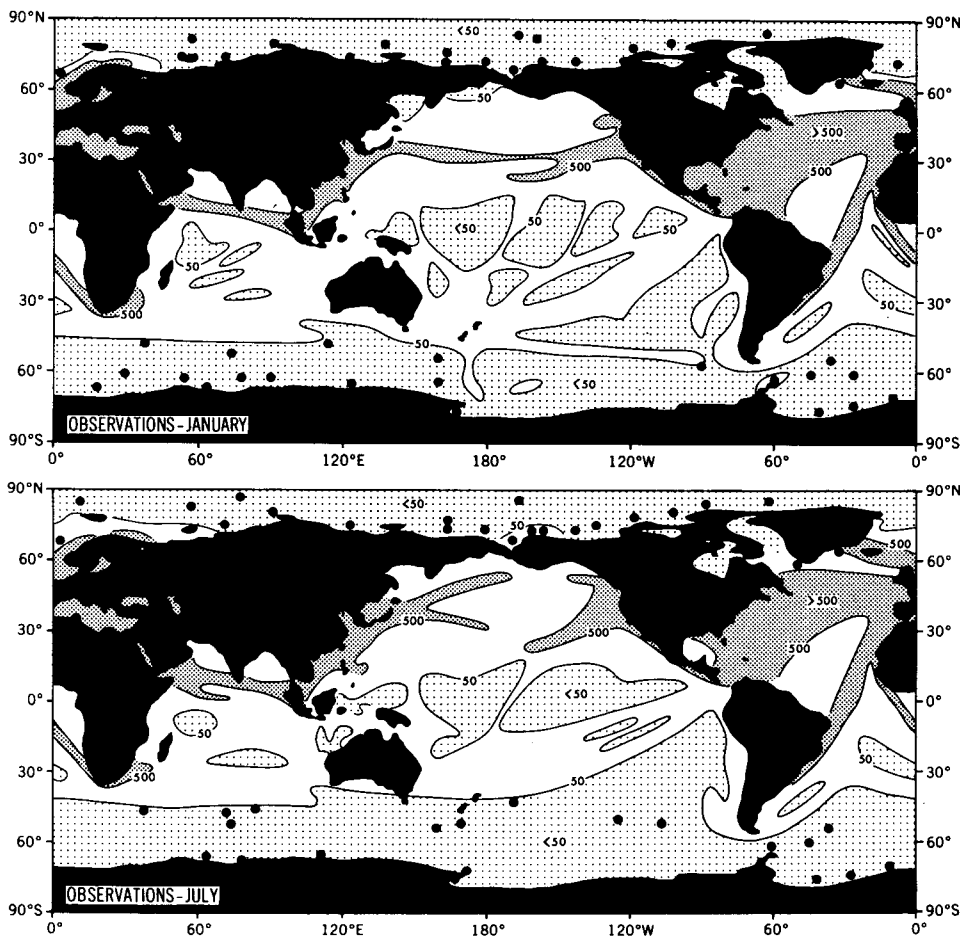 90°N 90°N
<50
60° 50 60°
>500
30° 500 500 30°
0° <50 50 50 0°
50
30° 50 30°
500
50
60° <50 60°
OBSERVATIONS-JANUARY
90°S 90°S
0° 60° 120°E 180° 120°W 60° 0°
90°N 90°N
<50
50
60° 500 60°
>500
30° 500 500 500 30°
0° 50 <50 0°
50 50
30° 500 50 30°
60° <50 60°
OBSERVATIONS-JULY
90°S 90°S
0° 60° 120°E 180° 120°W 60° 0°